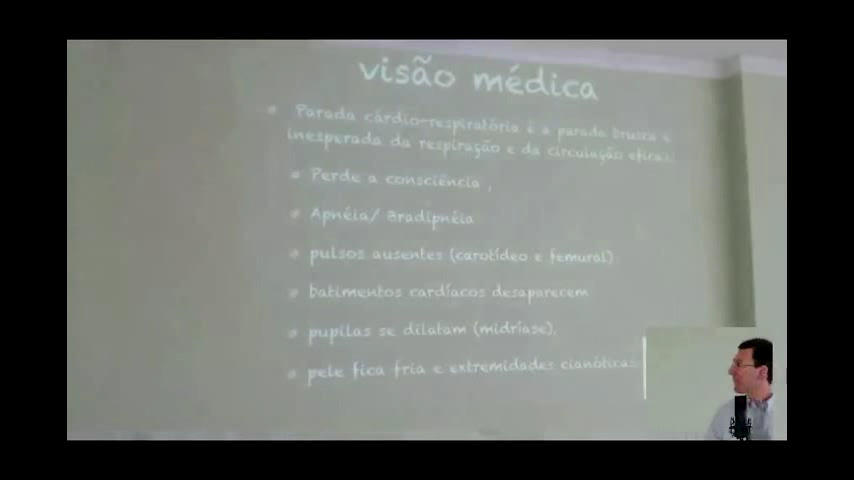 visão médica
Parada cárdio-respiratória é a parada brusca e
inesperada da respiração e da circulação eficaz.
Perde a consciência ,
Apnéia/ Bradipnéia
pulsos ausentes (carotídeo e femural)
batimentos cardíacos desaparecem
pupilas se dilatam (midríase),
pele fica fria e extremidades cianóticas